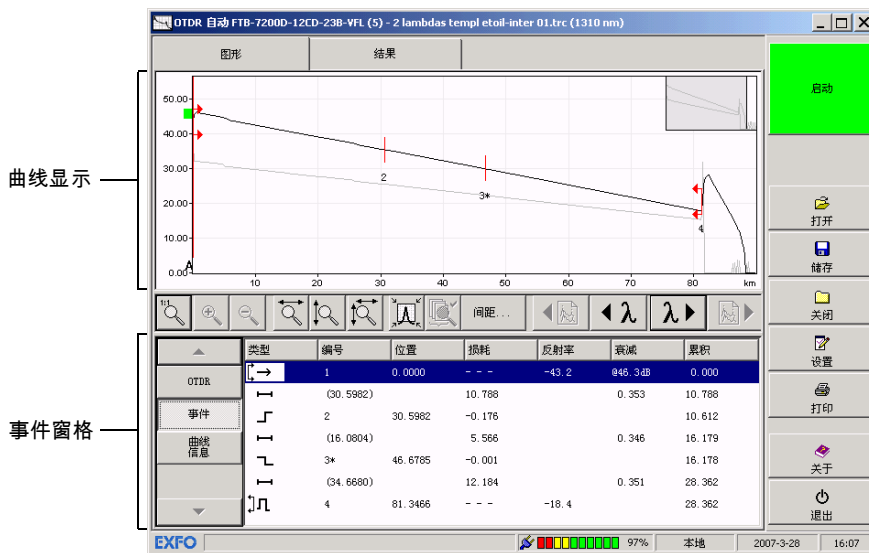 OTDR 自动 FTB-7200D-12CD-23B-VFL (5) - 2 lambdas templ etoil-inter 01.trc (1310 nm)
图形
结果
启动
50.00
40.00
30.00
20.00
10.00
0.00
A
2
3*
4
10
20
30
40
50
60
70
80
km
曲线显示
打开
储存
关闭
设置
打印
关于
退出
1:1
间距...
λ
λ
事件窗格
OTDR
事件
曲线
信息
类型 编号 位置 损耗 反射率 衰减 累积
1 0.0000 --- -43.2 @46.3dB 0.000
(30.5982) 10.788 0.353 10.788
2 30.5982 -0.176 10.612
(16.0804) 5.566 0.346 16.179
3* 46.6785 -0.001 16.178
(34.6680) 12.184 0.351 28.362
4 81.3466 --- -18.4 28.362
EXFO
97%
本地
2007-3-28
16:07